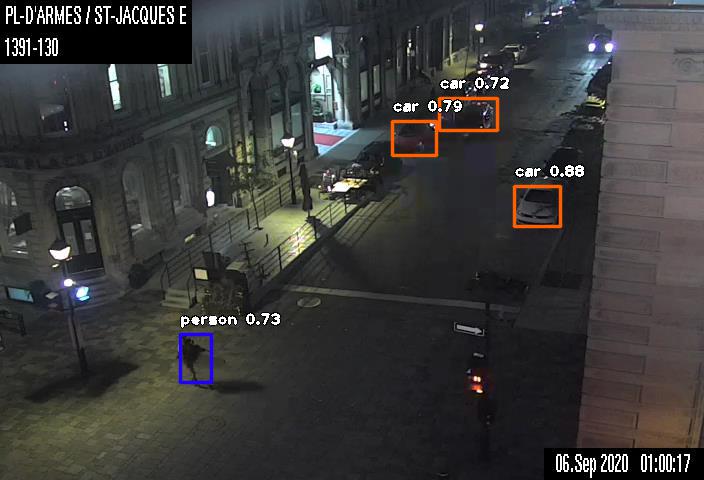 PL-D'ARMES / ST-JACQUES E
1391-130
car 0.72
car 0.79
car 0.88
person 0.73
06.Sep 2020 01:00:17